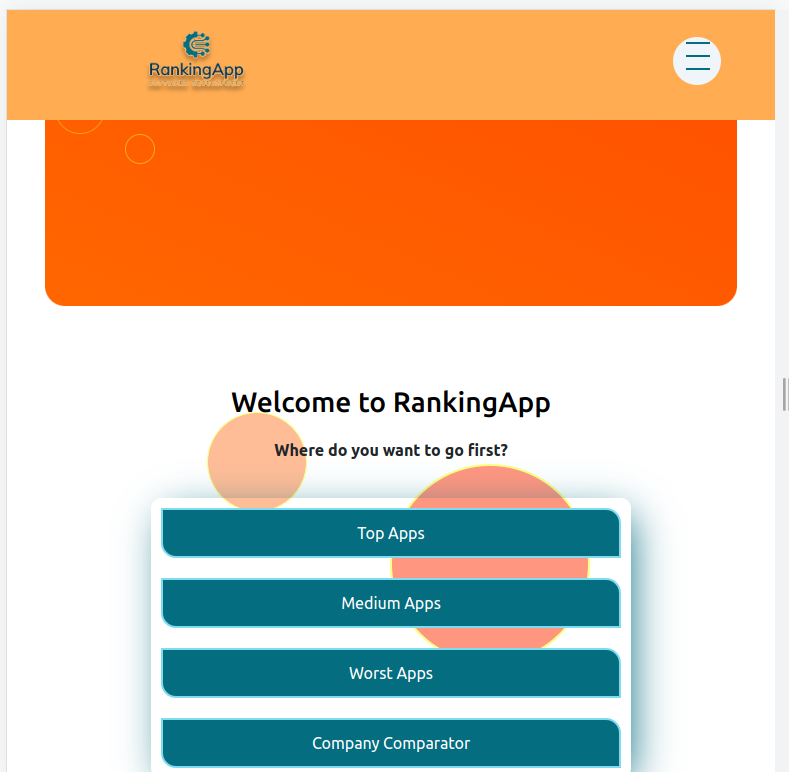 RankingApp
Welcome to RankingApp
Where do you want to go first?
Top Apps
Medium Apps
Worst Apps
Company Comparator